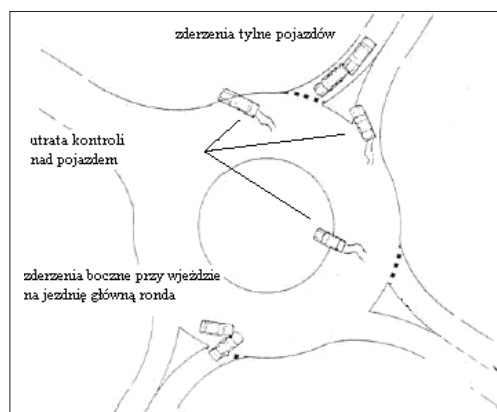 zderzenia tylne pojazdów
utrata kontroli
nad pojazdem
zderzenia boczne przy wjeździe
na jezdnię główną ronda